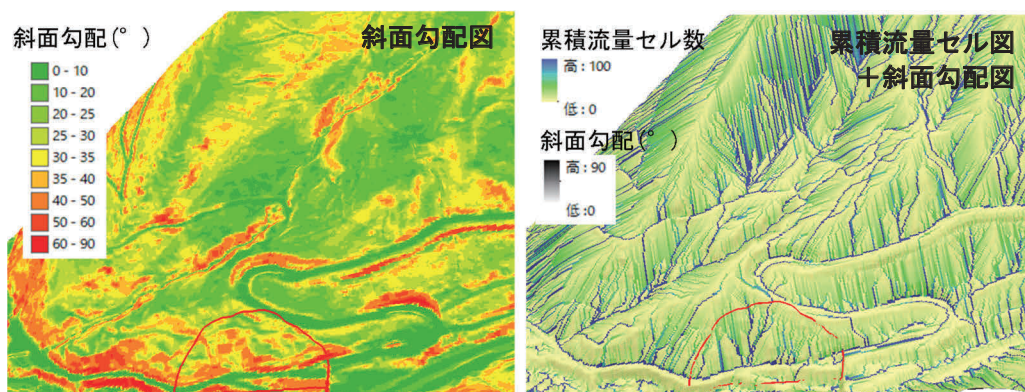 斜面勾配(°)
0 - 10
10 - 20
20 - 25
25 - 30
30 - 35
35 - 40
40 - 50
50 - 60
60 - 90
斜面勾配図
累積流量セル数
高:100
低:0
斜面勾配(°)
高:90
低:0
累積流量セル図
+斜面勾配図